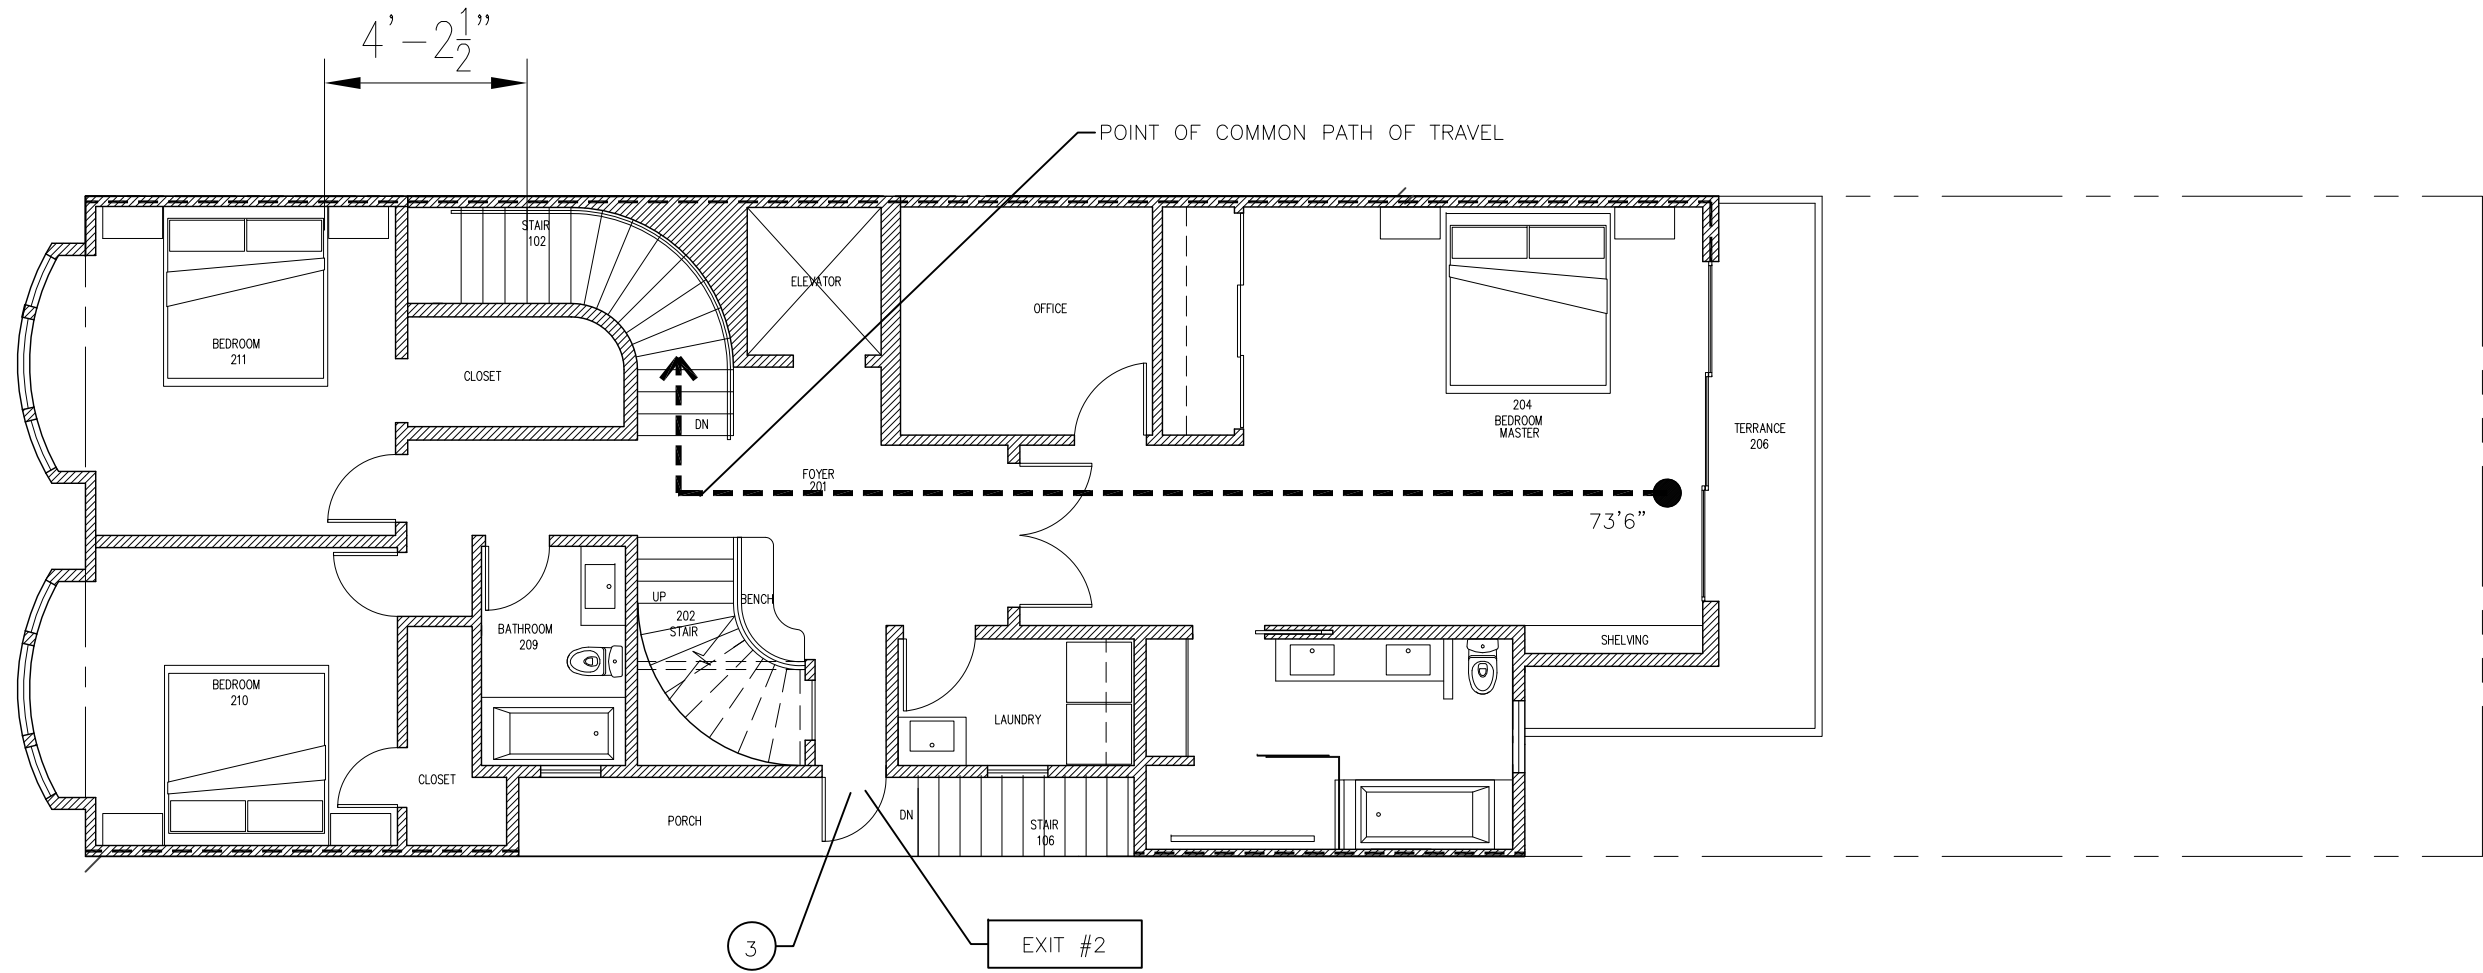 4'-2½"
POINT OF COMMON PATH OF TRAVEL
STAIR
102
ELEVATOR
OFFICE
BEDROOM
211
CLOSET
DN
204
BEDROOM
MASTER
TERRANCE
206
FOYER
201
73'6"
UP
BENCH
202
STAIR
BATHROOM
209
SHELVING
BEDROOM
210
LAUNDRY
CLOSET
PORCH
DN
STAIR
106
3
EXIT #2